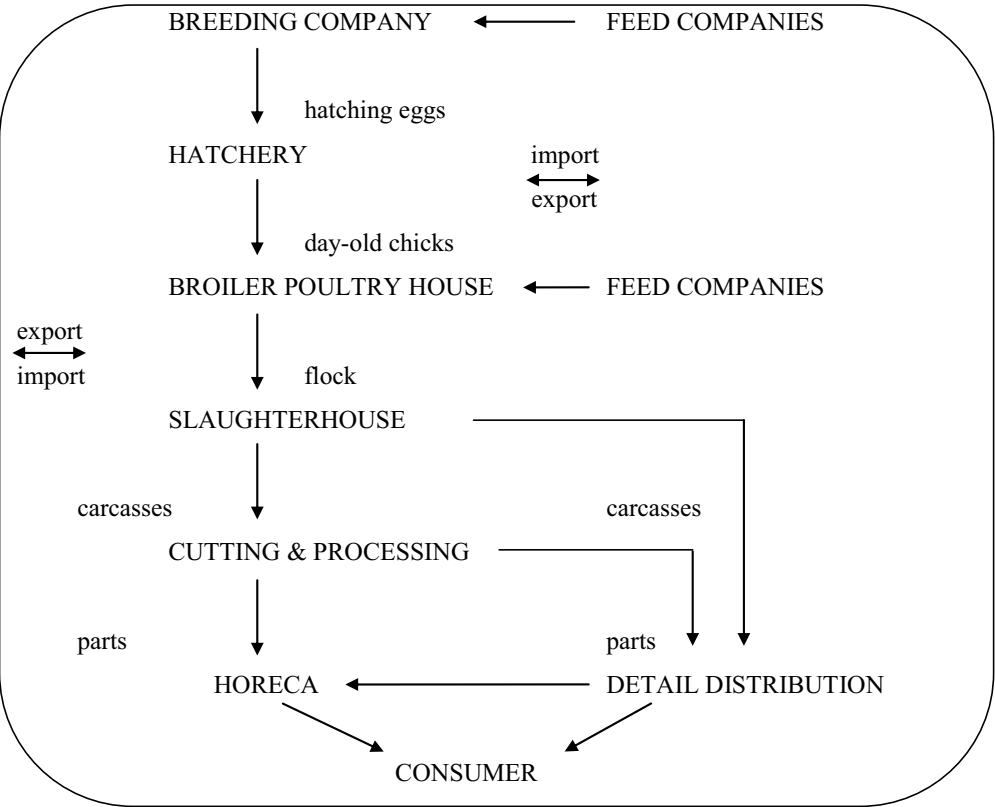 BREEDING COMPANY
FEED COMPANIES
hatching eggs
HATCHERY
import
export
day-old chicks
BROILER POULTRY HOUSE
FEED COMPANIES
export
import
flock
SLAUGHTERHOUSE
carcasses
carcasses
CUTTING & PROCESSING
parts
parts
HORECA
DETAIL DISTRIBUTION
CONSUMER